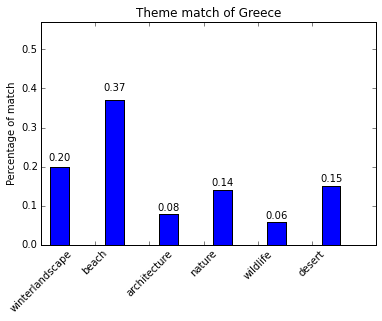 Theme match of Greece
Percentage of match
0.5
0.4
0.3
0.2
0.1
0.0
0.20
0.37
0.08
0.14
0.06
0.15
winterlandscape
beach
architecture
nature
wildlife
desert